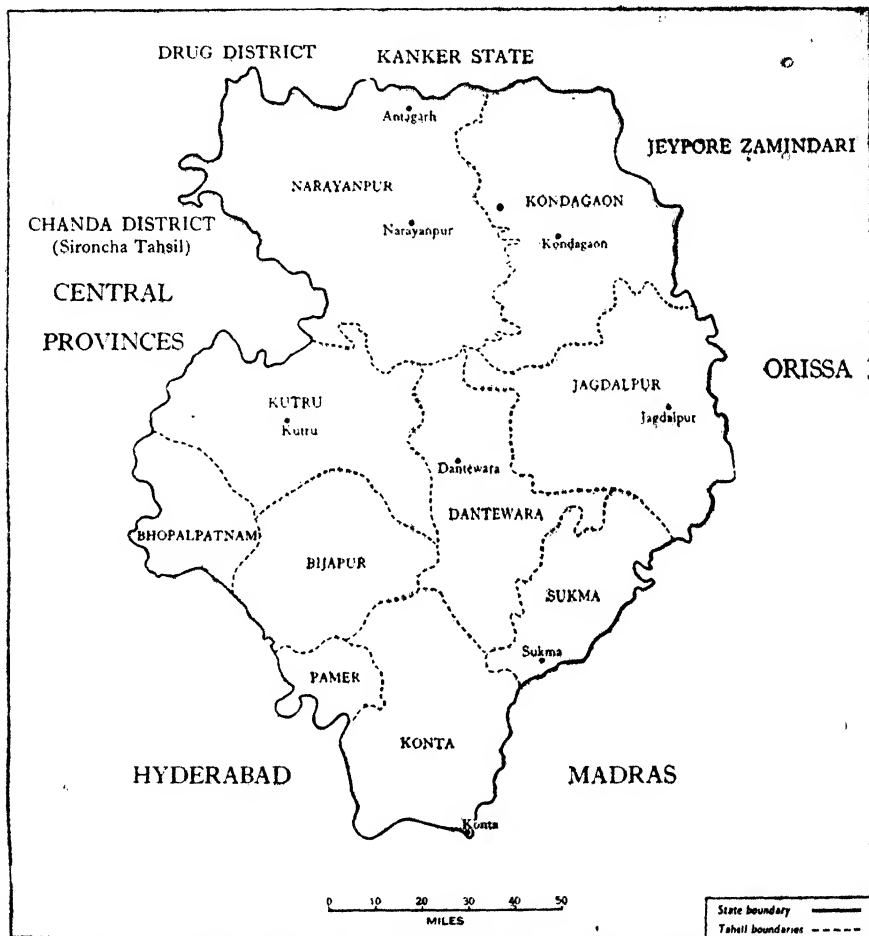 DRUG DISTRICT
KANKER STATE
Antagarh
JEYPORE ZAMINDARI
NARAYANPUR
KONDAGAON
CHANDA DISTRICT
(Sironcha Tahsil)
Narayanpur
Kondagaon
CENTRAL
PROVINCES
ORISSA
KUTRU
Kutru
JAGDALPUR
Jagdalpur
Dantewara
DANTEWARA
BHOPALPATNAM
BIJAPUR
SUKMA
Sukma
PAMER
KONTA
HYDERABAD
MADRAS
Konta
0 10 20 30 40 50
MILES
State boundary
Tahsil boundaries